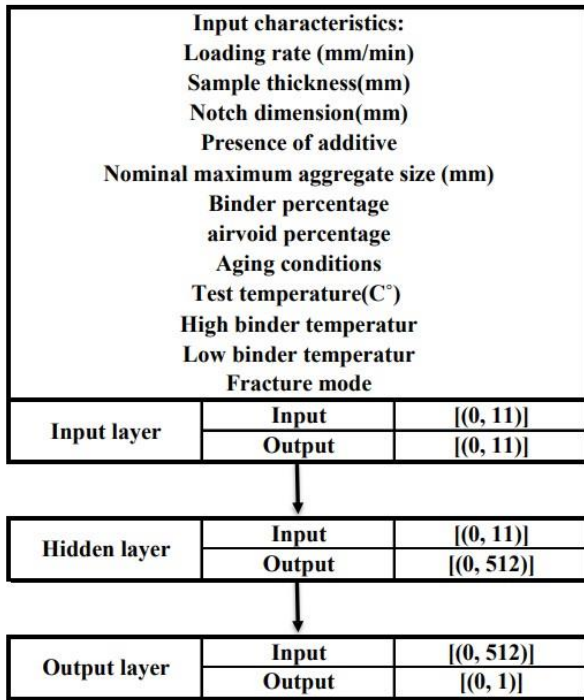 Input characteristics:
Loading rate (mm/min)
Sample thickness(mm)
Notch dimension(mm)
Presence of additive
Nominal maximum aggregate size (mm)
Binder percentage
airvoid percentage
Aging conditions
Test temperature(C°)
High binder temperatur
Low binder temperatur
Fracture mode
Input layer
Input [(0, 11)]
Output [(0, 11)]
Hidden layer
Input [(0, 11)]
Output [(0, 512)]
Output layer
Input [(0, 512)]
Output [(0, 1)]